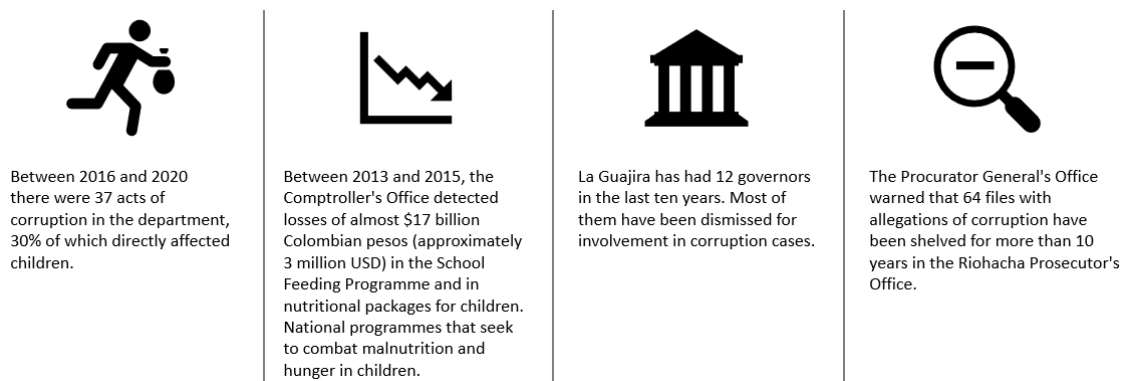 Between 2016 and 2020
there were 37 acts of
corruption in the department,
30% of which directly affected
children.
Between 2013 and 2015, the
Comptroller's Office detected
losses of almost $17 billion
Colombian pesos (approximately
3 million USD) in the School
Feeding Programme and in
nutritional packages for children.
National programmes that seek
to combat malnutrition and
hunger in children.
La Guajira has had 12 governors
in the last ten years. Most of
them have been dismissed for
involvement in corruption cases.
The Procurator General's Office
warned that 64 files with
allegations of corruption have
been shelved for more than 10
years in the Riohacha Prosecutor's
Office.